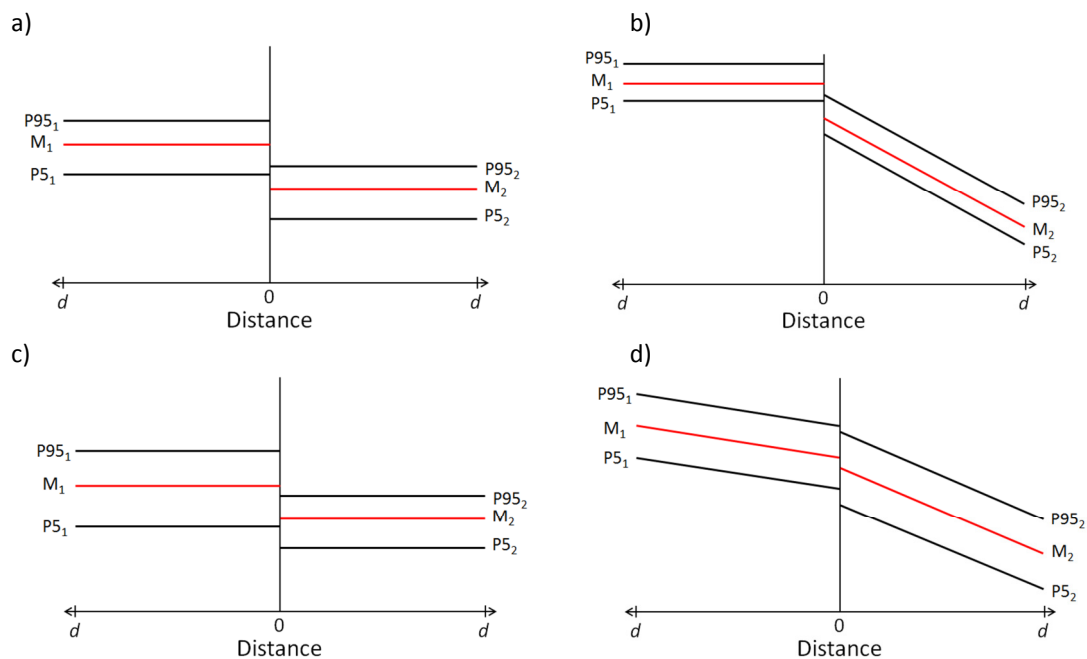 a)
P95₁
M₁
P5₁
P95₂
M₂
P5₂
d
0
d
Distance
b)
P95₁
M₁
P5₁
P95₂
M₂
P5₂
d
0
d
Distance
c)
P95₁
M₁
P5₁
P95₂
M₂
P5₂
d
0
d
Distance
d)
P95₁
M₁
P5₁
P95₂
M₂
P5₂
d
0
d
Distance